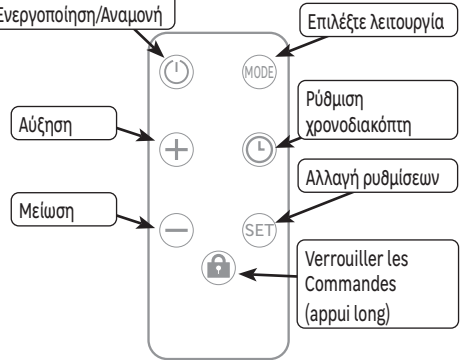 Ενεργοποίηση/Αναμονή
Επιλέξτε λειτουργία
MODE
Ρύθμιση
χρονοδιακόπτη
Αύξηση
Αλλαγή ρυθμίσεων
Μείωση
SET
Verrouiller les
Commandes
(appui long)